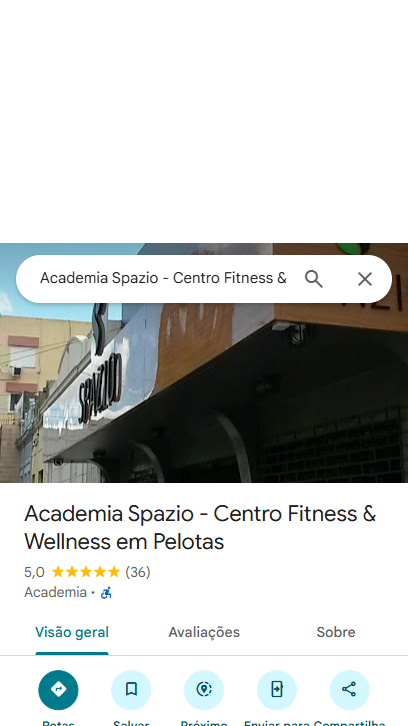 Academia Spazio - Centro Fitness &
SPAZIO
Academia Spazio - Centro Fitness &
Wellness em Pelotas
5,0 (36)
Academia ·
Visão geral Avaliações Sobre
Rotas Salvar Próximo Enviar para Compartilha